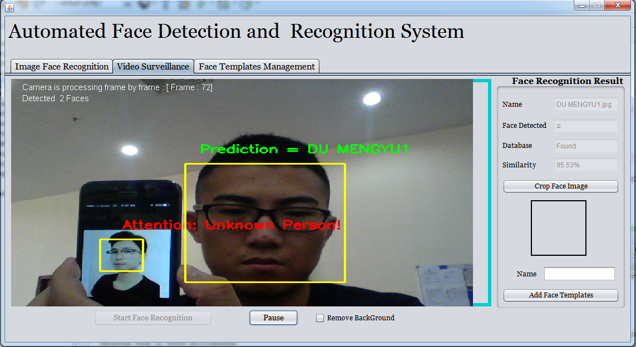 Automated Face Detection and Recognition System
Image Face Recognition
Video Surveillance
Face Templates Management
Camera is processing frame by frame : [ Frame : 72]
Detected 2 Faces
Prediction = DU MENGYU1
Attention: Unknown Person!
Face Recognition Result
Name
DU MENGYU1.jpg
Face Detected
2
Database
Found
Similarity
95.53%
Crop Face Image
Name
Add Face Templates
Start Face Recognition
Pause
Remove BackGround